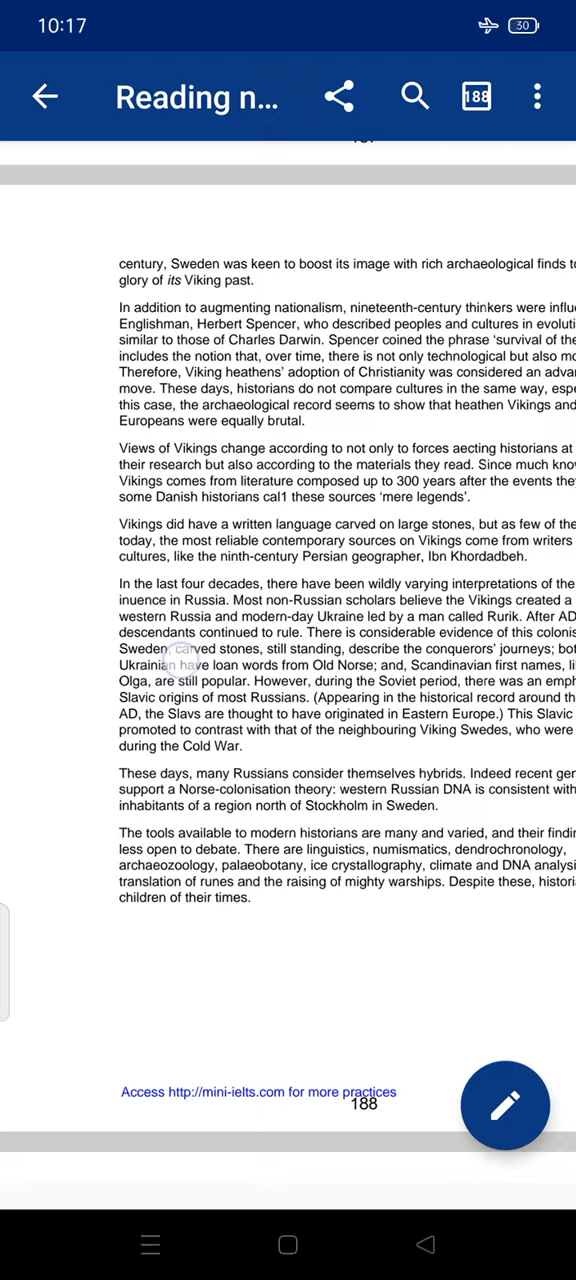 10:17
30
Reading n...
188
century, Sweden was keen to boost its image with rich archaeological finds to
glory of its Viking past.
In addition to augmenting nationalism, nineteenth-century thinkers were influe
Englishman, Herbert Spencer, who described peoples and cultures in evoluti
similar to those of Charles Darwin. Spencer coined the phrase ‘survival of the
includes the notion that, over time, there is not only technological but also mo
Therefore, Viking heathens’ adoption of Christianity was considered an advan
move. These days, historians do not compare cultures in the same way, espe
this case, the archaeological record seems to show that heathen Vikings and
Europeans were equally brutal.
Views of Vikings change according to not only to forces aecting historians at
their research but also according to the materials they read. Since much know
Vikings comes from literature composed up to 300 years after the events they
some Danish historians cal1 these sources ‘mere legends’.
Vikings did have a written language carved on large stones, but as few of the
today, the most reliable contemporary sources on Vikings come from writers
cultures, like the ninth-century Persian geographer, Ibn Khordadbeh.
In the last four decades, there have been wildly varying interpretations of the
inuence in Russia. Most non-Russian scholars believe the Vikings created a
western Russia and modern-day Ukraine led by a man called Rurik. After AD
descendants continued to rule. There is considerable evidence of this colonis
Sweden, carved stones, still standing, describe the conquerors’ journeys; bot
Ukrainian have loan words from Old Norse; and, Scandinavian first names, li
Olga, are still popular. However, during the Soviet period, there was an emph
Slavic origins of most Russians. (Appearing in the historical record around th
AD, the Slavs are thought to have originated in Eastern Europe.) This Slavic
promoted to contrast with that of the neighbouring Viking Swedes, who were
during the Cold War.
These days, many Russians consider themselves hybrids. Indeed recent gen
support a Norse-colonisation theory: western Russian DNA is consistent with
inhabitants of a region north of Stockholm in Sweden.
The tools available to modern historians are many and varied, and their findin
less open to debate. There are linguistics, numismatics, dendrochronology,
archaeozoology, palaeobotany, ice crystallography, climate and DNA analysi
translation of runes and the raising of mighty warships. Despite these, histori
children of their times.
Access http://mini-ielts.com for more practices
188